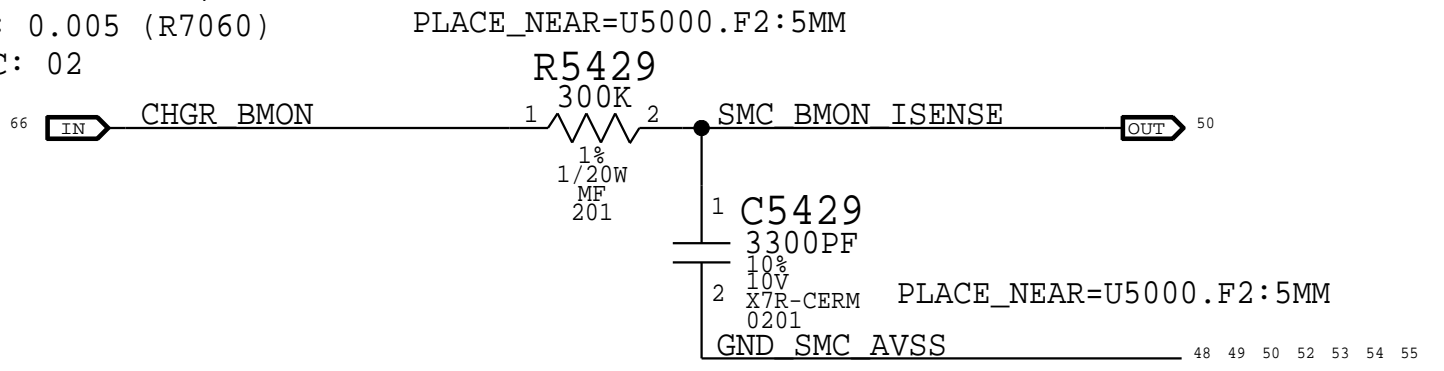 : 0.005 (R7060)
PLACE_NEAR=U5000.F2:5MM
C: 02
R5429
300K
66 IN CHGR_BMON 1 2 SMC_BMON_ISENSE OUT 50
1%
1/20W
MF
201
1 C5429
3300PF
10%
10V
2 X7R-CERM PLACE_NEAR=U5000.F2:5MM
0201
GND_SMC_AVSS 48 49 50 52 53 54 55